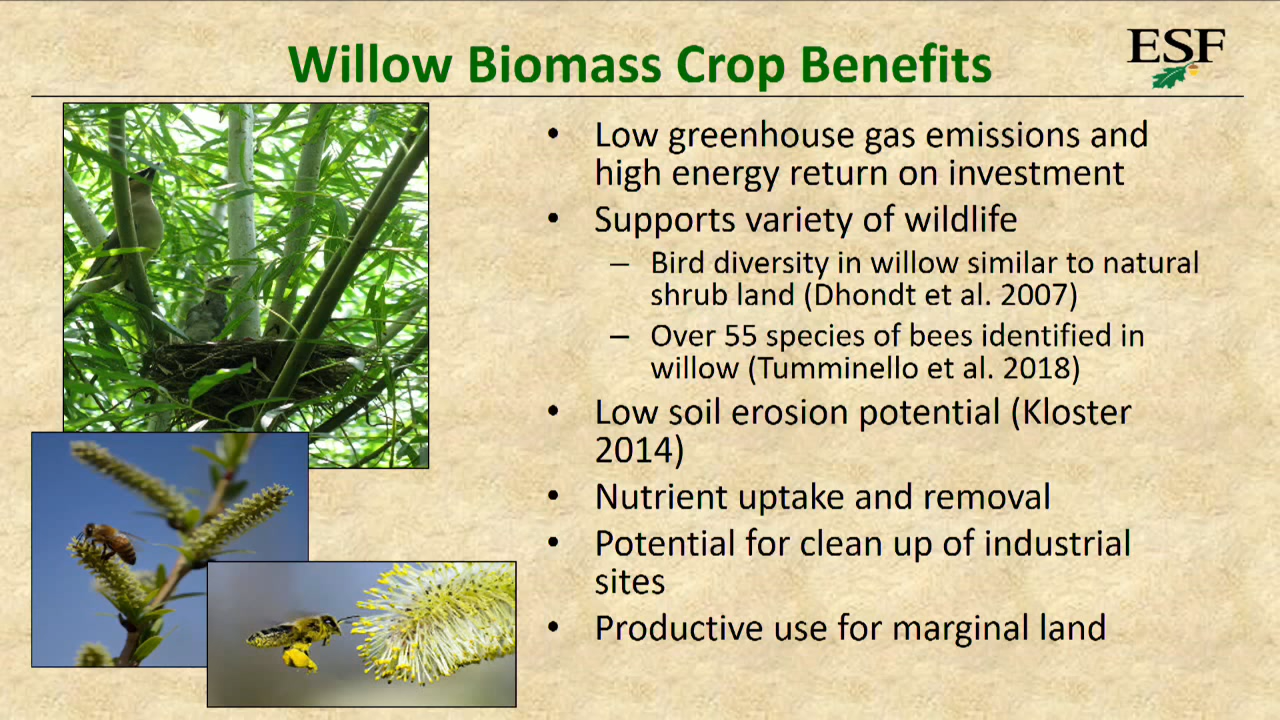 Willow Biomass Crop Benefits
ESF
• Low greenhouse gas emissions and
high energy return on investment
• Supports variety of wildlife
– Bird diversity in willow similar to natural
shrub land (Dhondt et al. 2007)
– Over 55 species of bees identified in
willow (Tumminello et al. 2018)
• Low soil erosion potential (Kloster
2014)
• Nutrient uptake and removal
• Potential for clean up of industrial
sites
• Productive use for marginal land